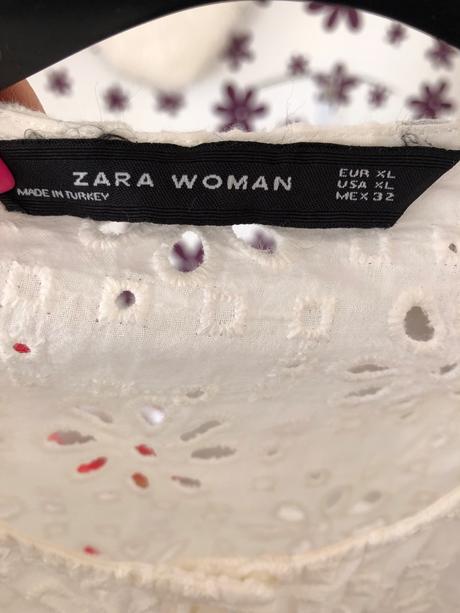 ZARA WOMAN
MADE IN TURKEY
EUR XL
USA XL
MEX 32